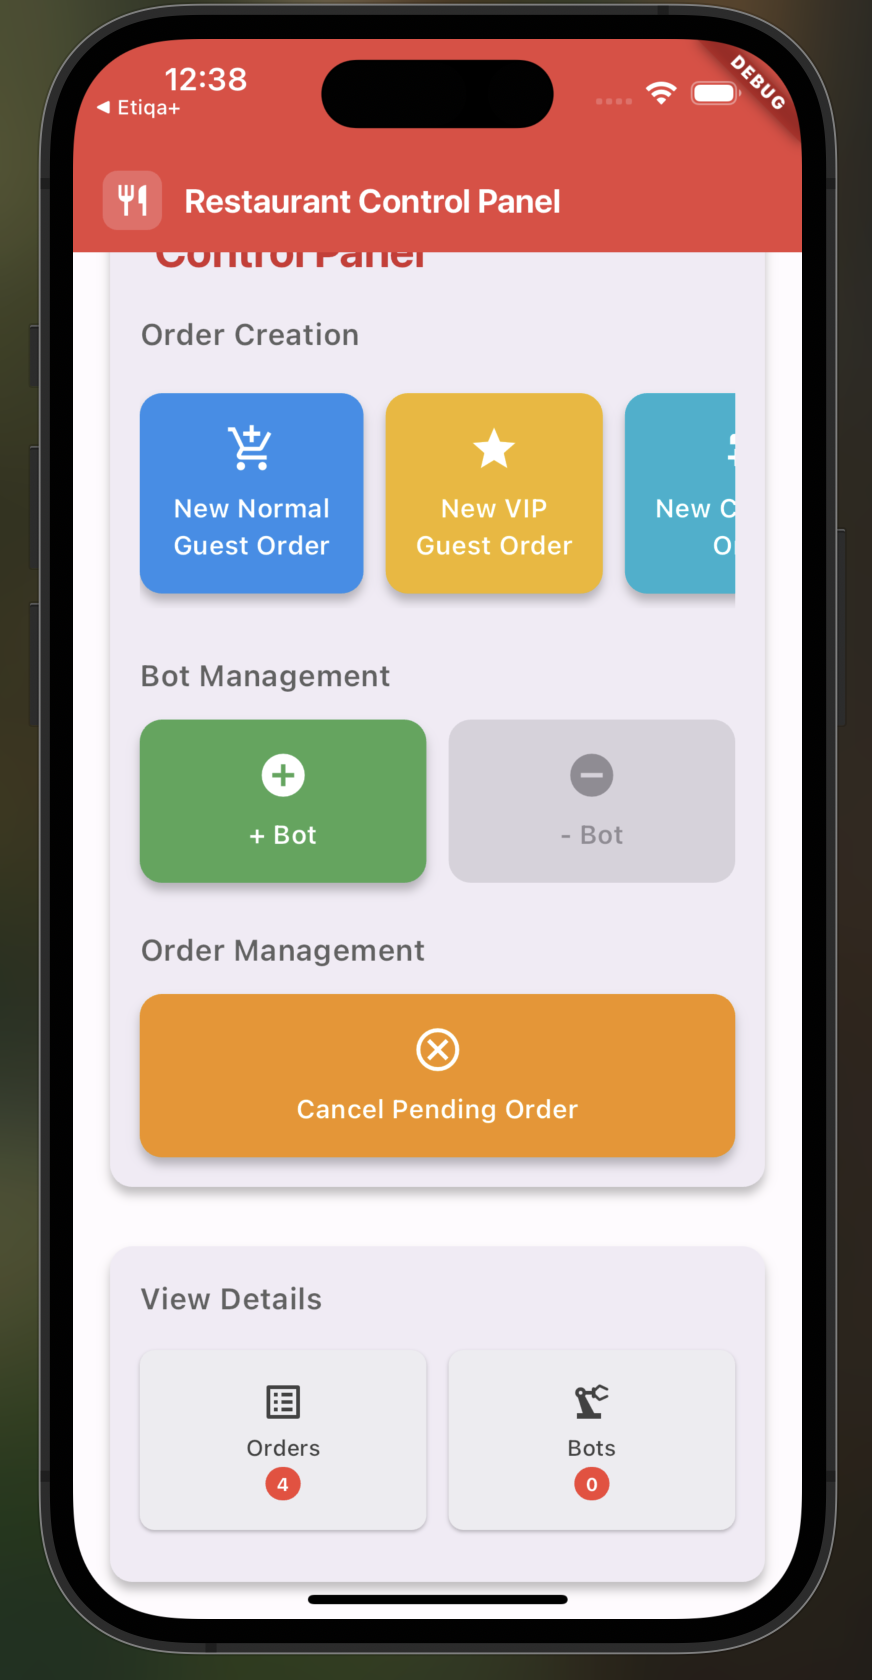 12:38
DEBUG
◀ Etiqa+
Restaurant Control Panel
Control Panel
Order Creation
New Normal
Guest Order
New VIP
Guest Order
New
Bot Management
+ Bot
- Bot
Order Management
Cancel Pending Order
View Details
Orders
4
Bots
0